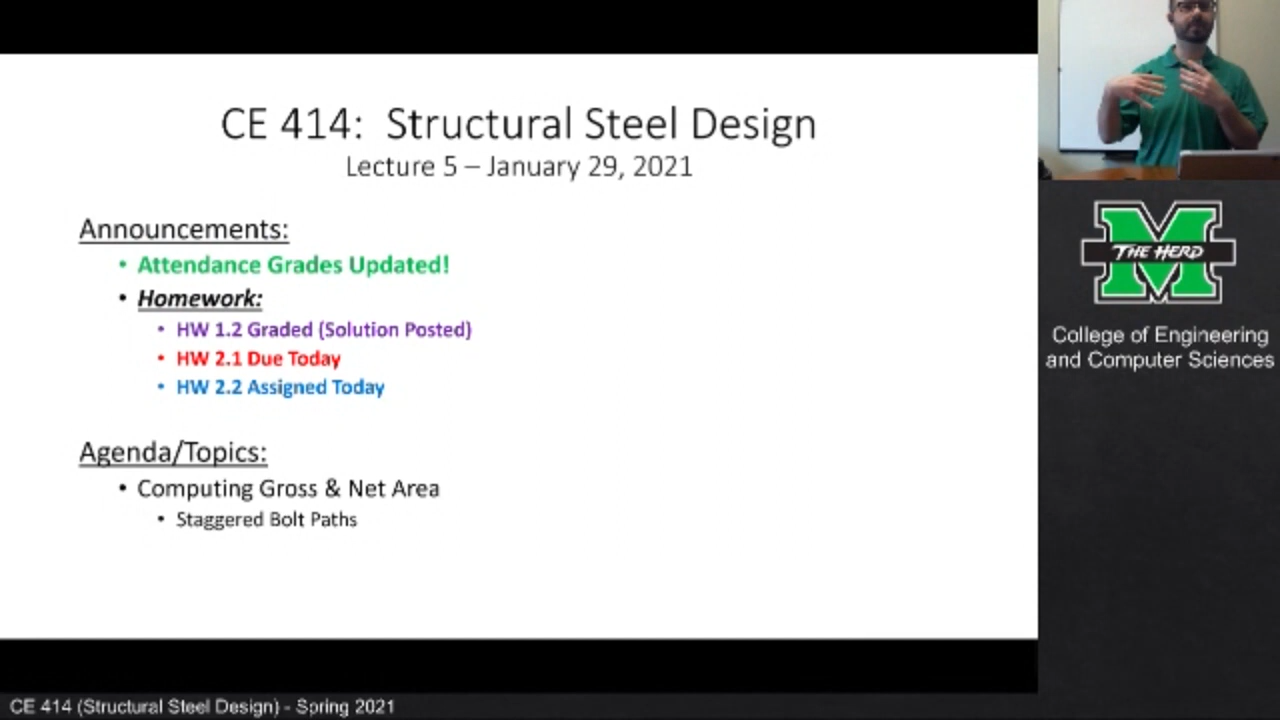 CE 414: Structural Steel Design
Lecture 5 – January 29, 2021
Announcements:
• Attendance Grades Updated!
• Homework:
• HW 1.2 Graded (Solution Posted)
• HW 2.1 Due Today
• HW 2.2 Assigned Today
Agenda/Topics:
• Computing Gross & Net Area
• Staggered Bolt Paths
THE HERD
College of Engineering
and Computer Sciences
CE 414 (Structural Steel Design) - Spring 2021